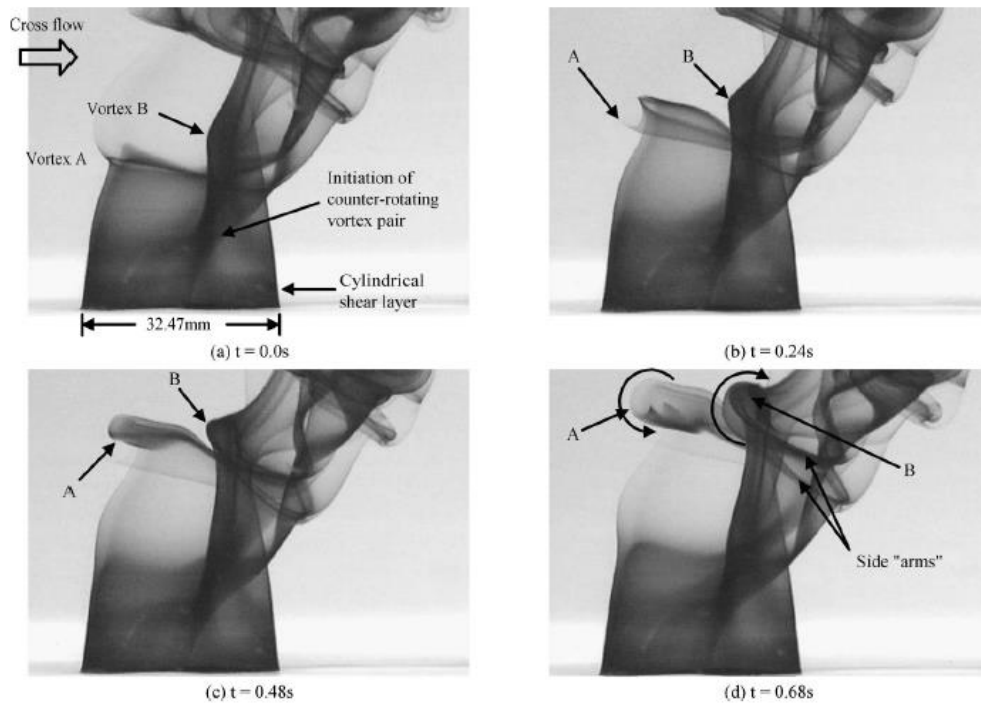 Cross flow
Vortex B
Vortex A
Initiation of
counter-rotating
vortex pair
Cylindrical
shear layer
32.47mm
(a) t = 0.0s
A
B
(b) t = 0.24s
B
A
(c) t = 0.48s
A
B
Side "arms"
(d) t = 0.68s